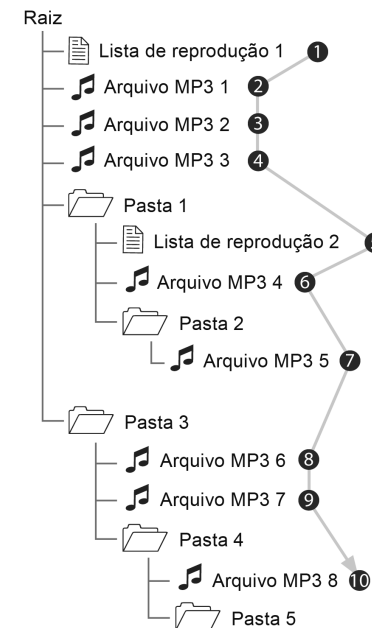 Raiz
Lista de reprodução 1 1
Arquivo MP3 1 2
Arquivo MP3 2 3
Arquivo MP3 3 4
Pasta 1
Lista de reprodução 2
Arquivo MP3 4 6
Pasta 2
Arquivo MP3 5 7
Pasta 3
Arquivo MP3 6 8
Arquivo MP3 7 9
Pasta 4
Arquivo MP3 8 10
Pasta 5